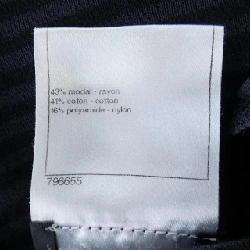 43% modal - rayon
41% coton - cotton
16% polyamide - nylon
796655